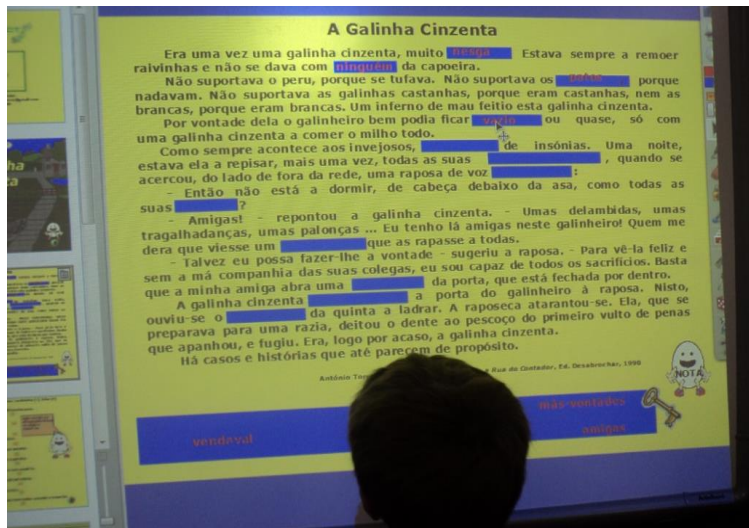 A Galinha Cinzenta
Era uma vez uma galinha cinzenta, muito nesga Estava sempre a remoer
raivinhas e não se dava com ninguém da capoeira.
Não suportava o peru, porque se tufava. Não suportava os , porque
nadavam. Não suportava as galinhas castanhas, porque eram castanhas, nem as
brancas, porque eram brancas. Um inferno de mau feitio esta galinha cinzenta.
Por vontade dela o galinheiro bem podia ficar vazio ou quase, só com
uma galinha cinzenta a comer o milho todo.
Como sempre acontece aos invejosos, de insónias. Uma noite,
estava ela a repisar, mais uma vez, todas as suas , quando se
acercou, do lado de fora da rede, uma raposa de voz :
- Então não está a dormir, de cabeça debaixo da asa, como todas as
suas ?
- Amigas! - repontou a galinha cinzenta. - Umas delambidas, umas
tragalhadanças, umas palonças ... Eu tenho lá amigas neste galinheiro! Quem me
dera que viesse um que as rapasse a todas.
- Talvez eu possa fazer-lhe a vontade - sugeriu a raposa. - Para vê-la feliz e
sem a má companhia das suas colegas, eu sou capaz de todos os sacrifícios. Basta
que a minha amiga abra uma da porta, que está fechada por dentro.
A galinha cinzenta a porta do galinheiro à raposa. Nisto,
ouviu-se o da quinta a ladrar. A raposeca atarantou-se. Ela, que se
preparava para uma razia, deitou o dente ao pescoço do primeiro vulto de penas
que apanhou, e fugiu. Era, logo por acaso, a galinha cinzenta.
Há casos e histórias que até parecem de propósito.
António Rua do Contador, Ed. Desabrochar, 1990
NOTA
más-vontades
vendaval
amigas